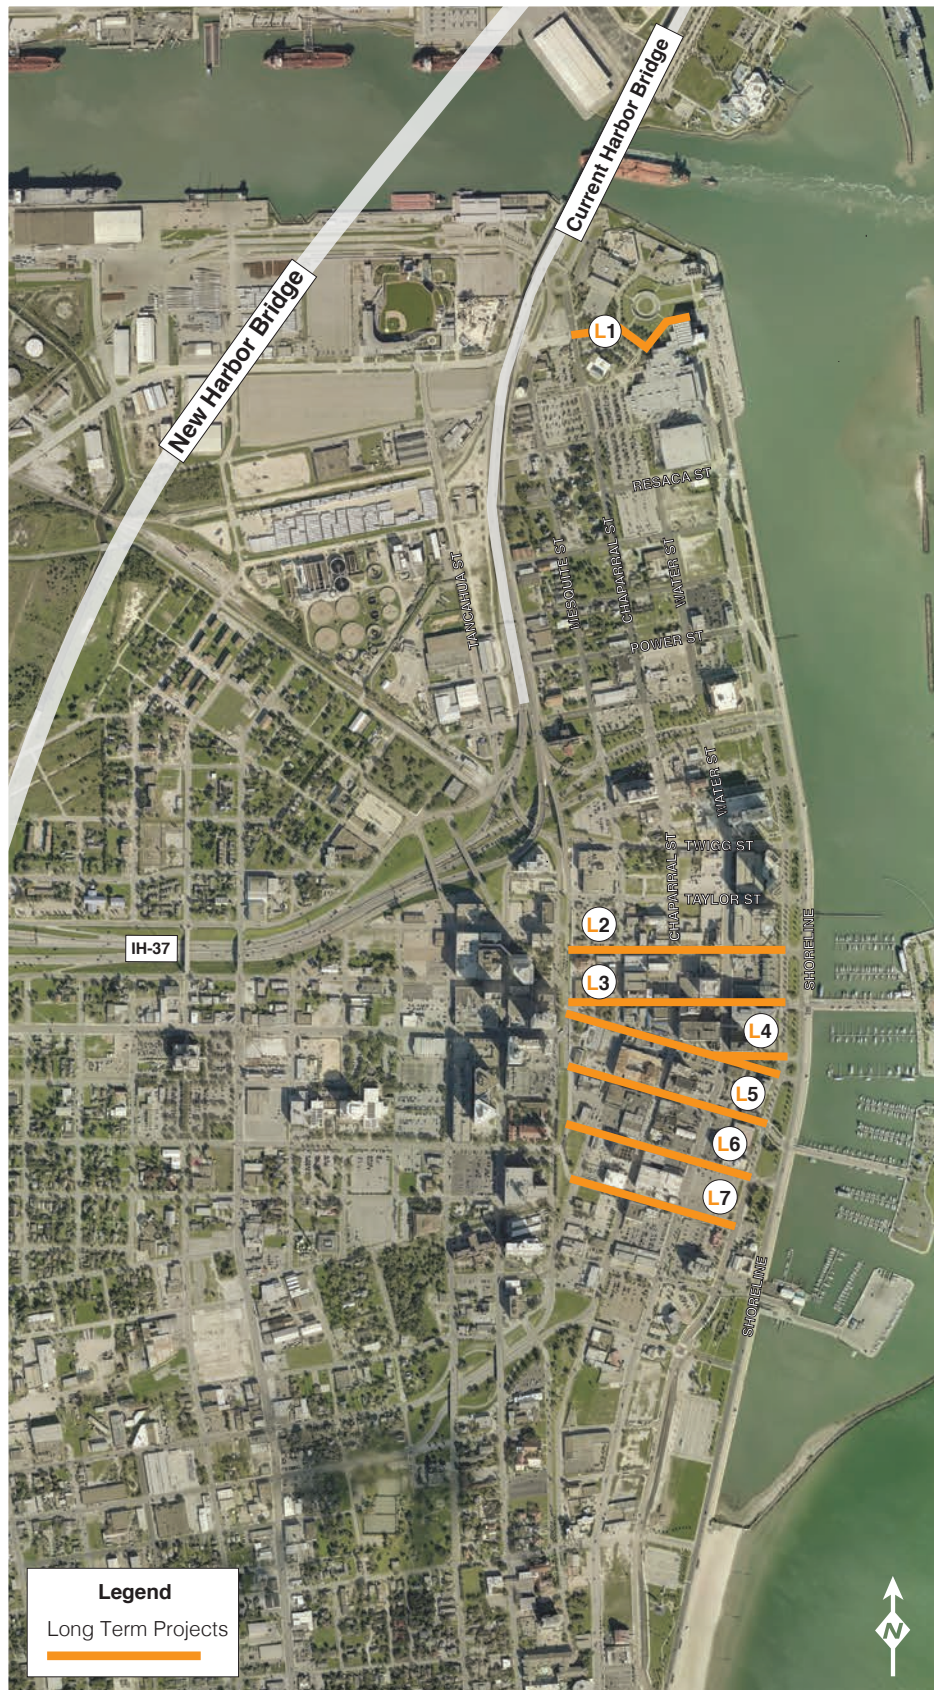 Current Harbor Bridge
New Harbor Bridge
L1
RESACA ST
MESQUITE ST
CHAPARRAL ST
WATER ST
TANCAHUA ST
POWER ST
WATER ST
TWIGG ST
CHAPARRAL ST
TAYLOR ST
L2
SHORELINE
IH-37
L3
L4
L5
L6
L7
SHORELINE
Legend
Long Term Projects
N